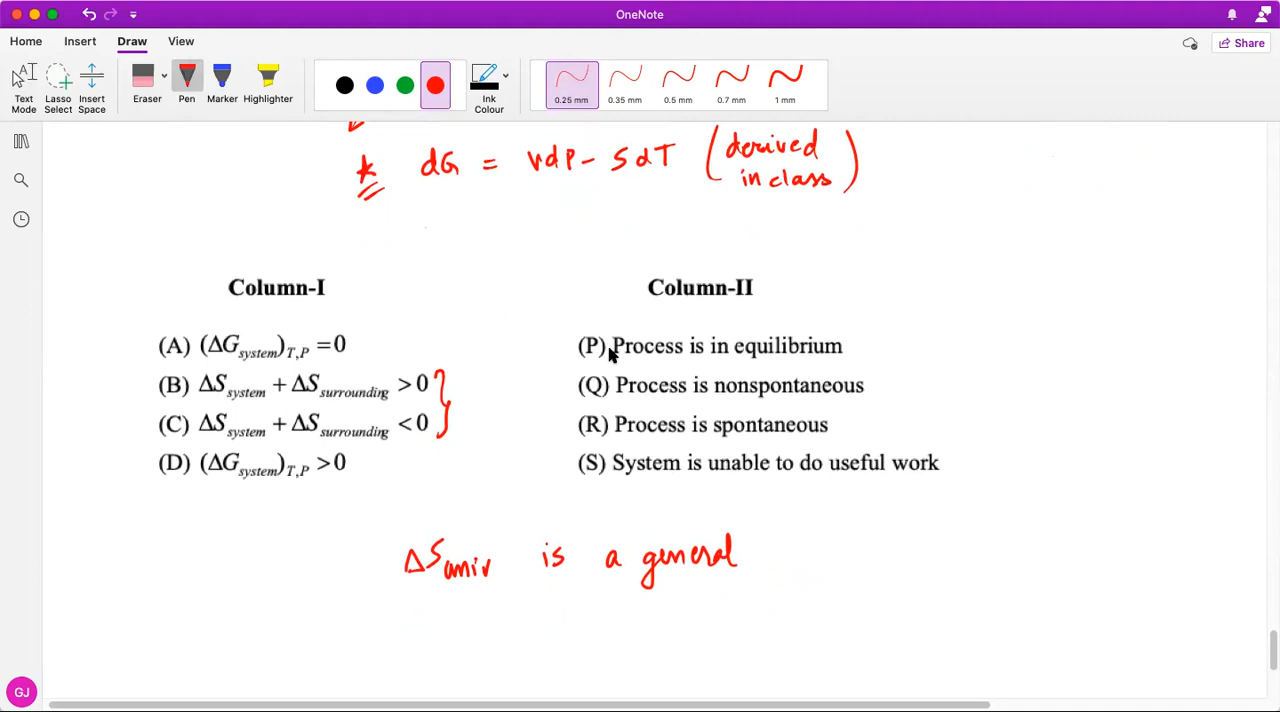 OneNote
Home Insert Draw View
Share
Text Mode
Lasso Select
Insert Space
Eraser
Pen
Marker
Highlighter
Ink Colour
0.25 mm
0.35 mm
0.5 mm
0.7 mm
1 mm
* dG = VdP - SdT (derived in class)
Column-I Column-II
(A) (ΔG_system)_T,P = 0 (P) Process is in equilibrium
(B) ΔS_system + ΔS_surrounding > 0 (Q) Process is nonspontaneous
(C) ΔS_system + ΔS_surrounding < 0 (R) Process is spontaneous
(D) (ΔG_system)_T,P > 0 (S) System is unable to do useful work
ΔS_univ is a general
GJ